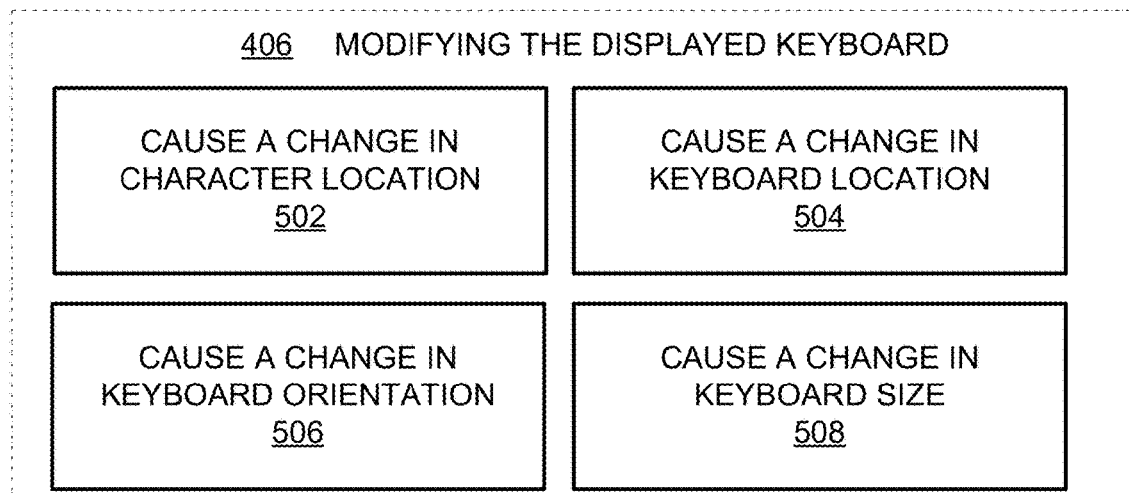 406 MODIFYING THE DISPLAYED KEYBOARD
CAUSE A CHANGE IN
CHARACTER LOCATION
502
CAUSE A CHANGE IN
KEYBOARD LOCATION
504
CAUSE A CHANGE IN
KEYBOARD ORIENTATION
506
CAUSE A CHANGE IN
KEYBOARD SIZE
508